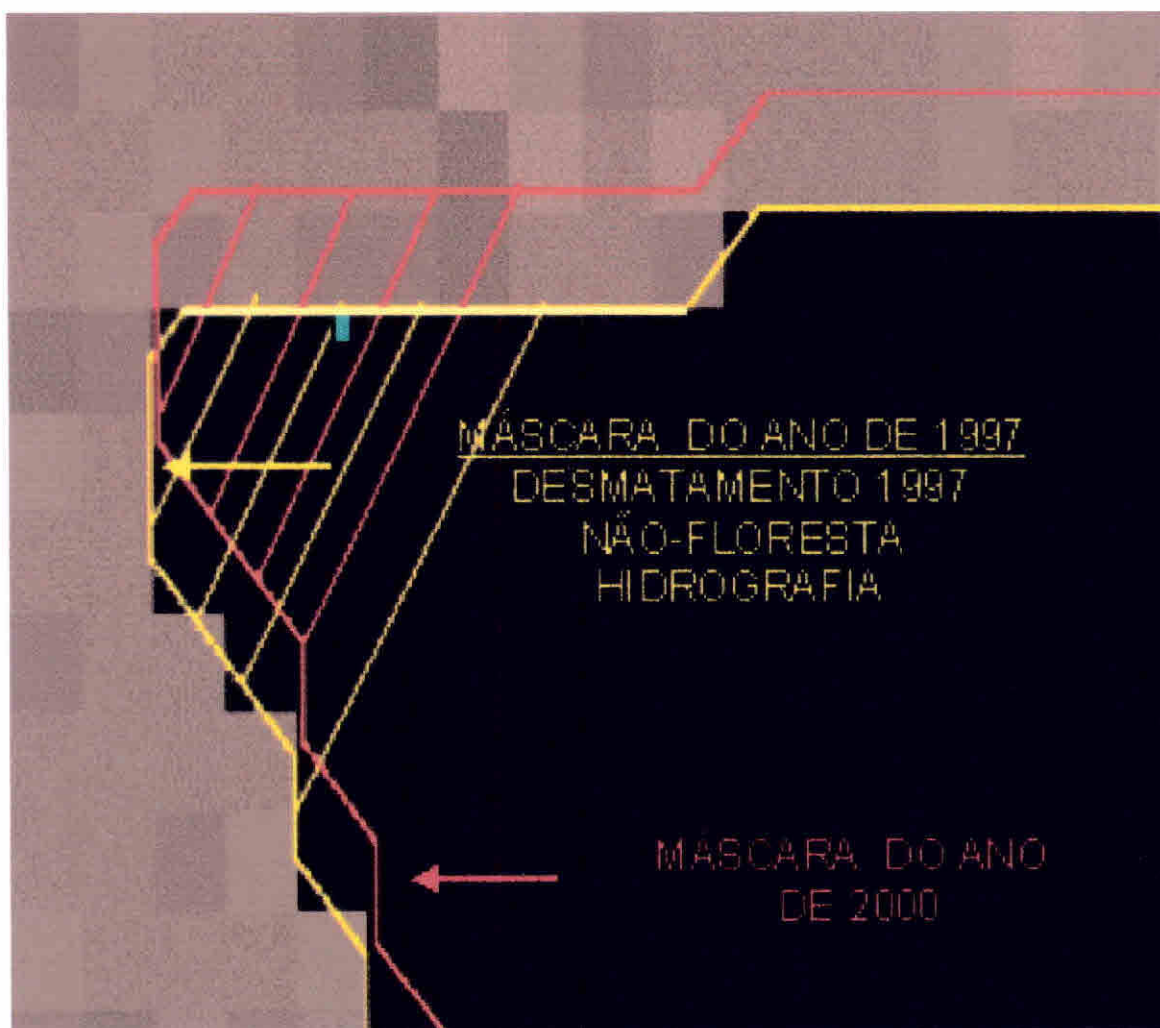 MÁSCARA DO ANO DE 1997
DESMATAMENTO 1997
NÃO-FLORESTA
HIDROGRAFIA
MÁSCARA DO ANO
DE 2000